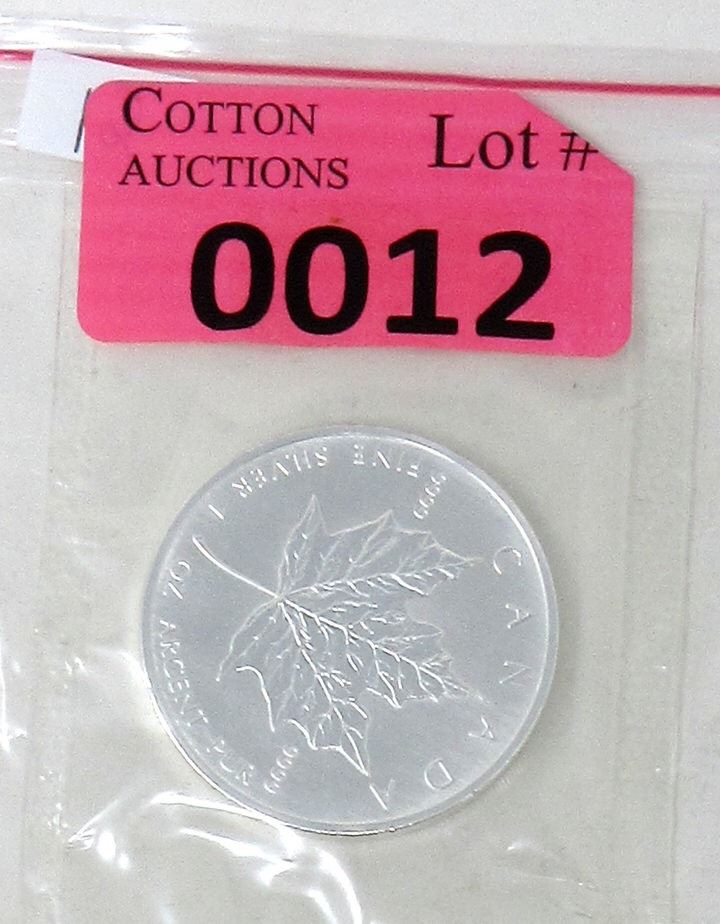 COTTON
AUCTIONS
Lot #
0012
CANADA
9999
FINE SILVER 1 OZ ARGENT PUR
9999